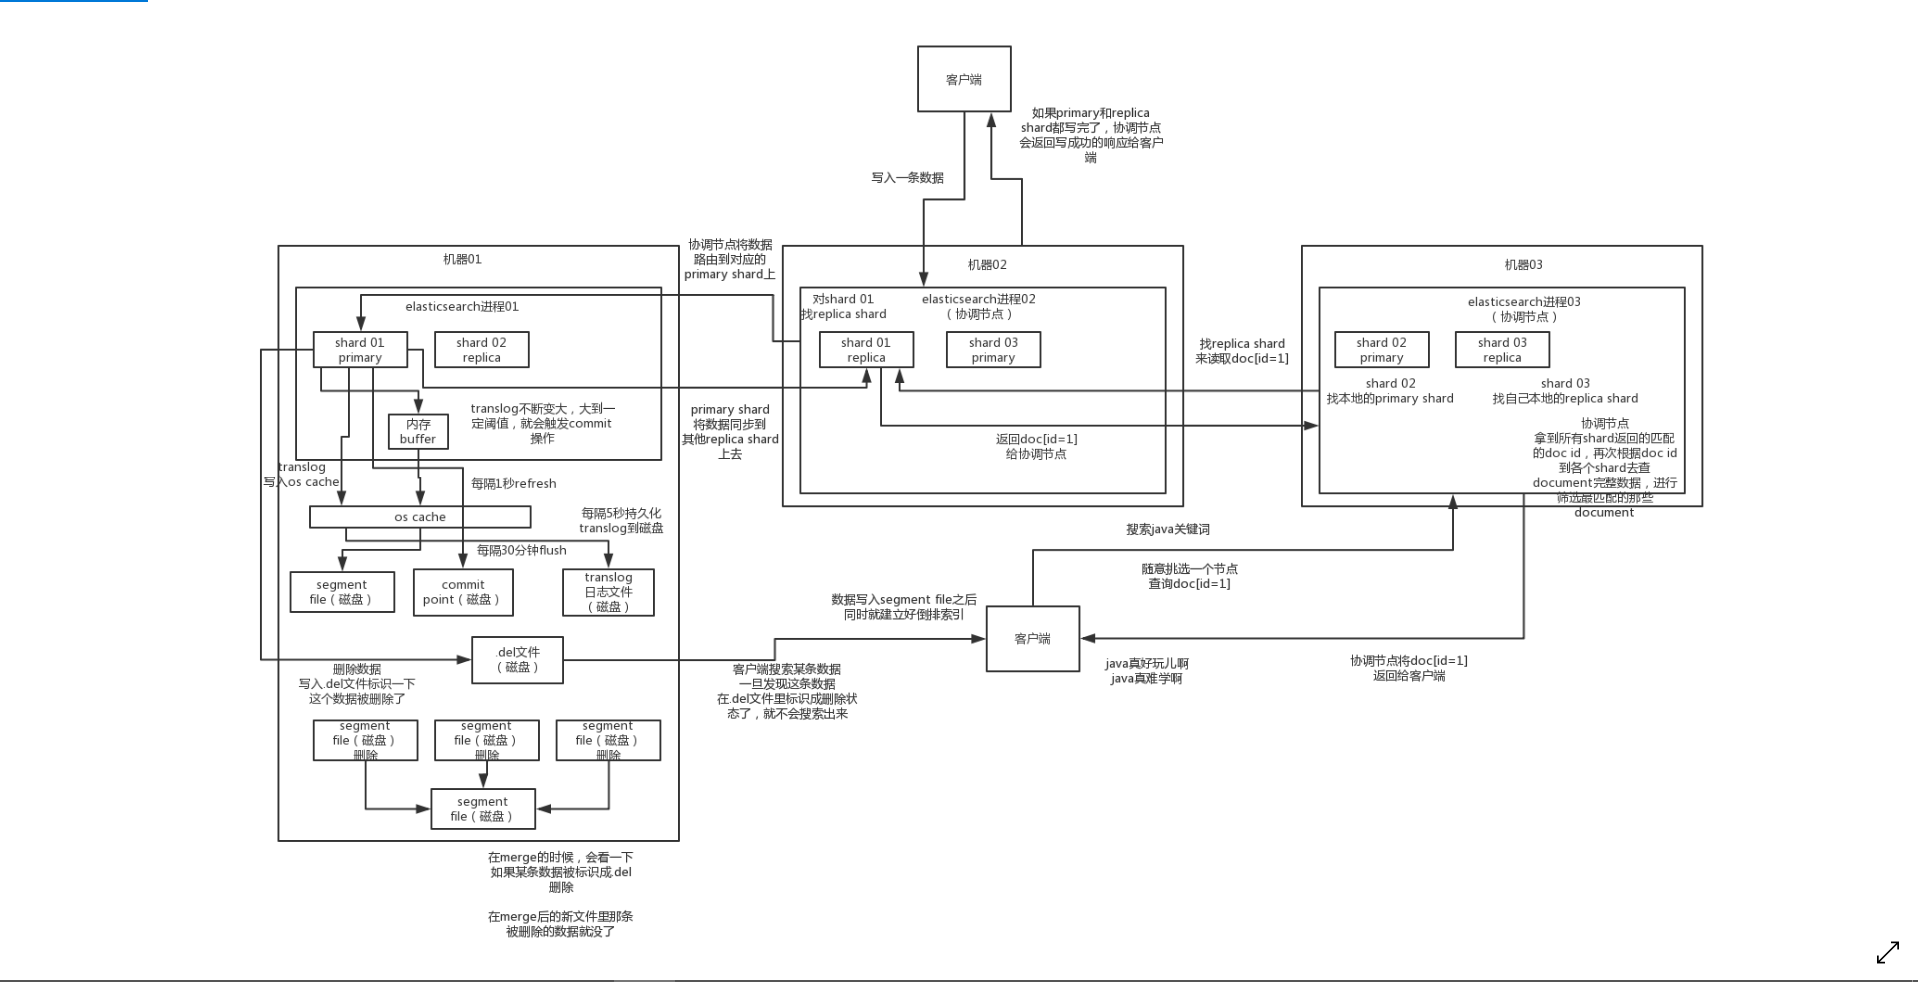 客户端
如果primary和replica
shard都写完了，协调节点
会返回写成功的响应给客户
端
写入一条数据
协调节点将数据
路由到对应的
primary shard上
机器01
elasticsearch进程01
shard 01
primary
shard 02
replica
内存
buffer
translog不断变大，大到一
定阈值，就会触发commit
操作
translog
写入os cache
每隔1秒refresh
os cache
每隔5秒持久化
translog到磁盘
每隔30分钟flush
segment
file（磁盘）
commit
point（磁盘）
translog
日志文件
（磁盘）
.del文件
（磁盘）
删除数据
写入.del文件标识一下
这个数据被删除了
segment
file（磁盘）
删除
segment
file（磁盘）
删除
segment
file（磁盘）
删除
segment
file（磁盘）
在merge的时候，会看一下
如果某条数据被标识成.del
删除
在merge后的新文件里那条
被删除的数据就没了
primary shard
将数据同步到
其他replica shard
上去
机器02
对shard 01
找replica shard
elasticsearch进程02
（协调节点）
shard 01
replica
shard 03
primary
返回doc[id=1]
给协调节点
找replica shard
来读取doc[id=1]
机器03
elasticsearch进程03
（协调节点）
shard 02
primary
shard 03
replica
shard 02
找本地的primary shard
shard 03
找自己本地的replica shard
协调节点
拿到所有shard返回的匹配
的doc id，再次根据doc id
到各个shard去查
document完整数据，进行
筛选最匹配的那些
document
搜索java关键词
随意挑选一个节点
查询doc[id=1]
数据写入segment file之后
同时就建立好倒排索引
客户端
客户端搜索某条数据
一旦发现这条数据
在.del文件里标识成删除状
态了，就不会搜索出来
java真好玩儿啊
java真难学啊
协调节点将doc[id=1]
返回给客户端